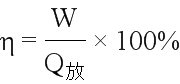 η = W / Q放 × 100%